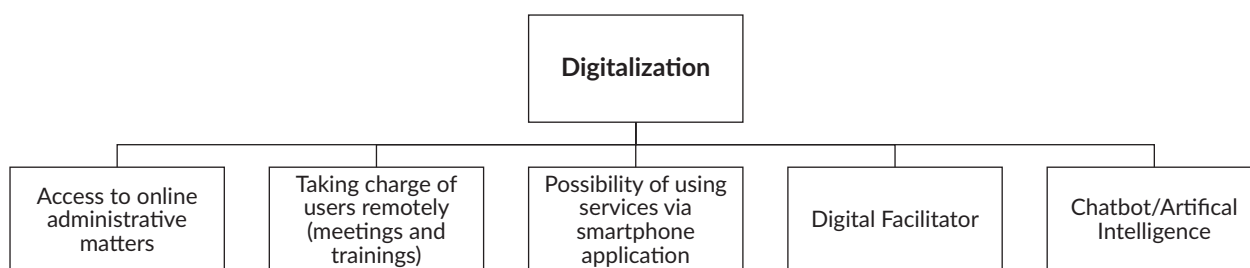 Digitalization
Access to online
administrative
matters
Taking charge of
users remotely
(meetings and
trainings)
Possibility of using
services via
smartphone
application
Digital Facilitator
Chatbot/Artifical
Intelligence